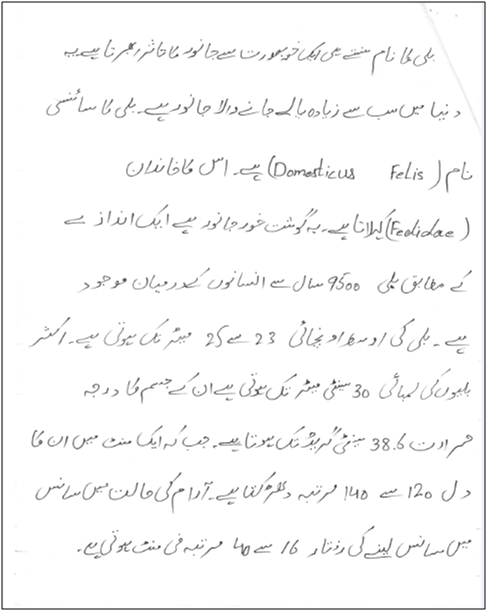 بلی کا نام سنتے ہی ایک خوبصورت سے جانور کا خاثر ابھرتا ہے۔ یہ
دنیا میں سب سے زیادہ پالے جانے والا جانور ہے۔ بلی کا سائنسی
نام (Domesticus Felis) ہے۔ اس کا خاندان
(Feolidae) کہلاتا ہے۔ یہ گوشت خور جانور ہے ایک انداز ے
کے مطابق بلی 9500 سال سے انسانوں کے درمیان موجود
ہے ۔ بلی کی اوسط اونچائی 23 سے 25 میٹر تک ہوتی ہے۔ اکثر
بلیوں کی لمبائی 30 سینٹی میٹر تک ہوتی ہے ان کے جسم کا درجہ
حرارت 38.6 سینٹی گریڈ تک ہوتا ہے۔ جب کہ ایک منٹ میں ان کا
دل 120 سے 140 مرتبہ دھڑکتا ہے۔ آرام کی حالت میں سانس
میں سانس لینے کی رفتار 16 سے 40 مرتبہ فی منٹ ہوتی ہے۔